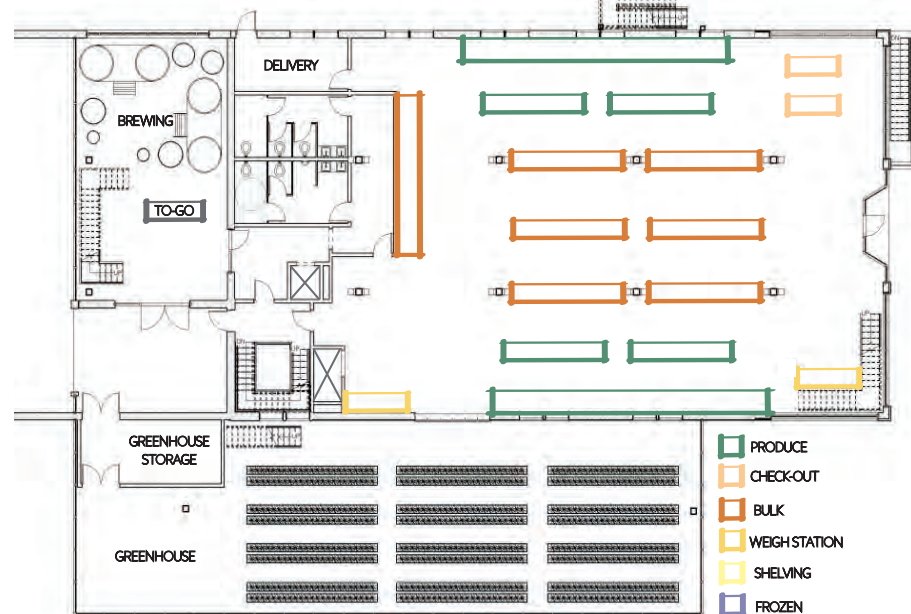 DELIVERY
BREWING
TO-GO
GREENHOUSE
STORAGE
GREENHOUSE
PRODUCE
CHECK-OUT
BULK
WEIGH STATION
SHELVING
FROZEN